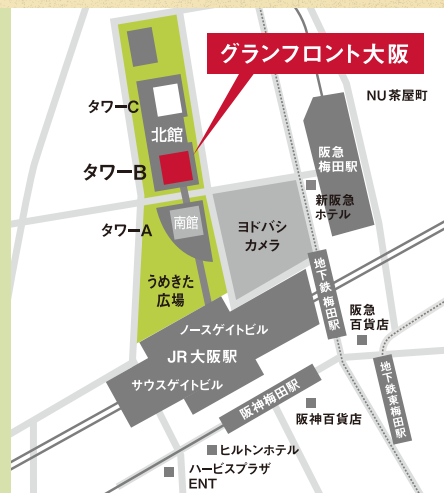 グランフロント大阪
NU茶屋町
タワーC
北館
タワーB
阪急
梅田駅
新阪急
ホテル
タワーA
南館
ヨドバシ
カメラ
うめきた
広場
地下鉄梅田駅
ノースゲイトビル
阪急
百貨店
JR大阪駅
サウスゲイトビル
地下鉄東梅田駅
阪神梅田駅
阪神百貨店
ヒルトンホテル
ハービスプラザ
ENT